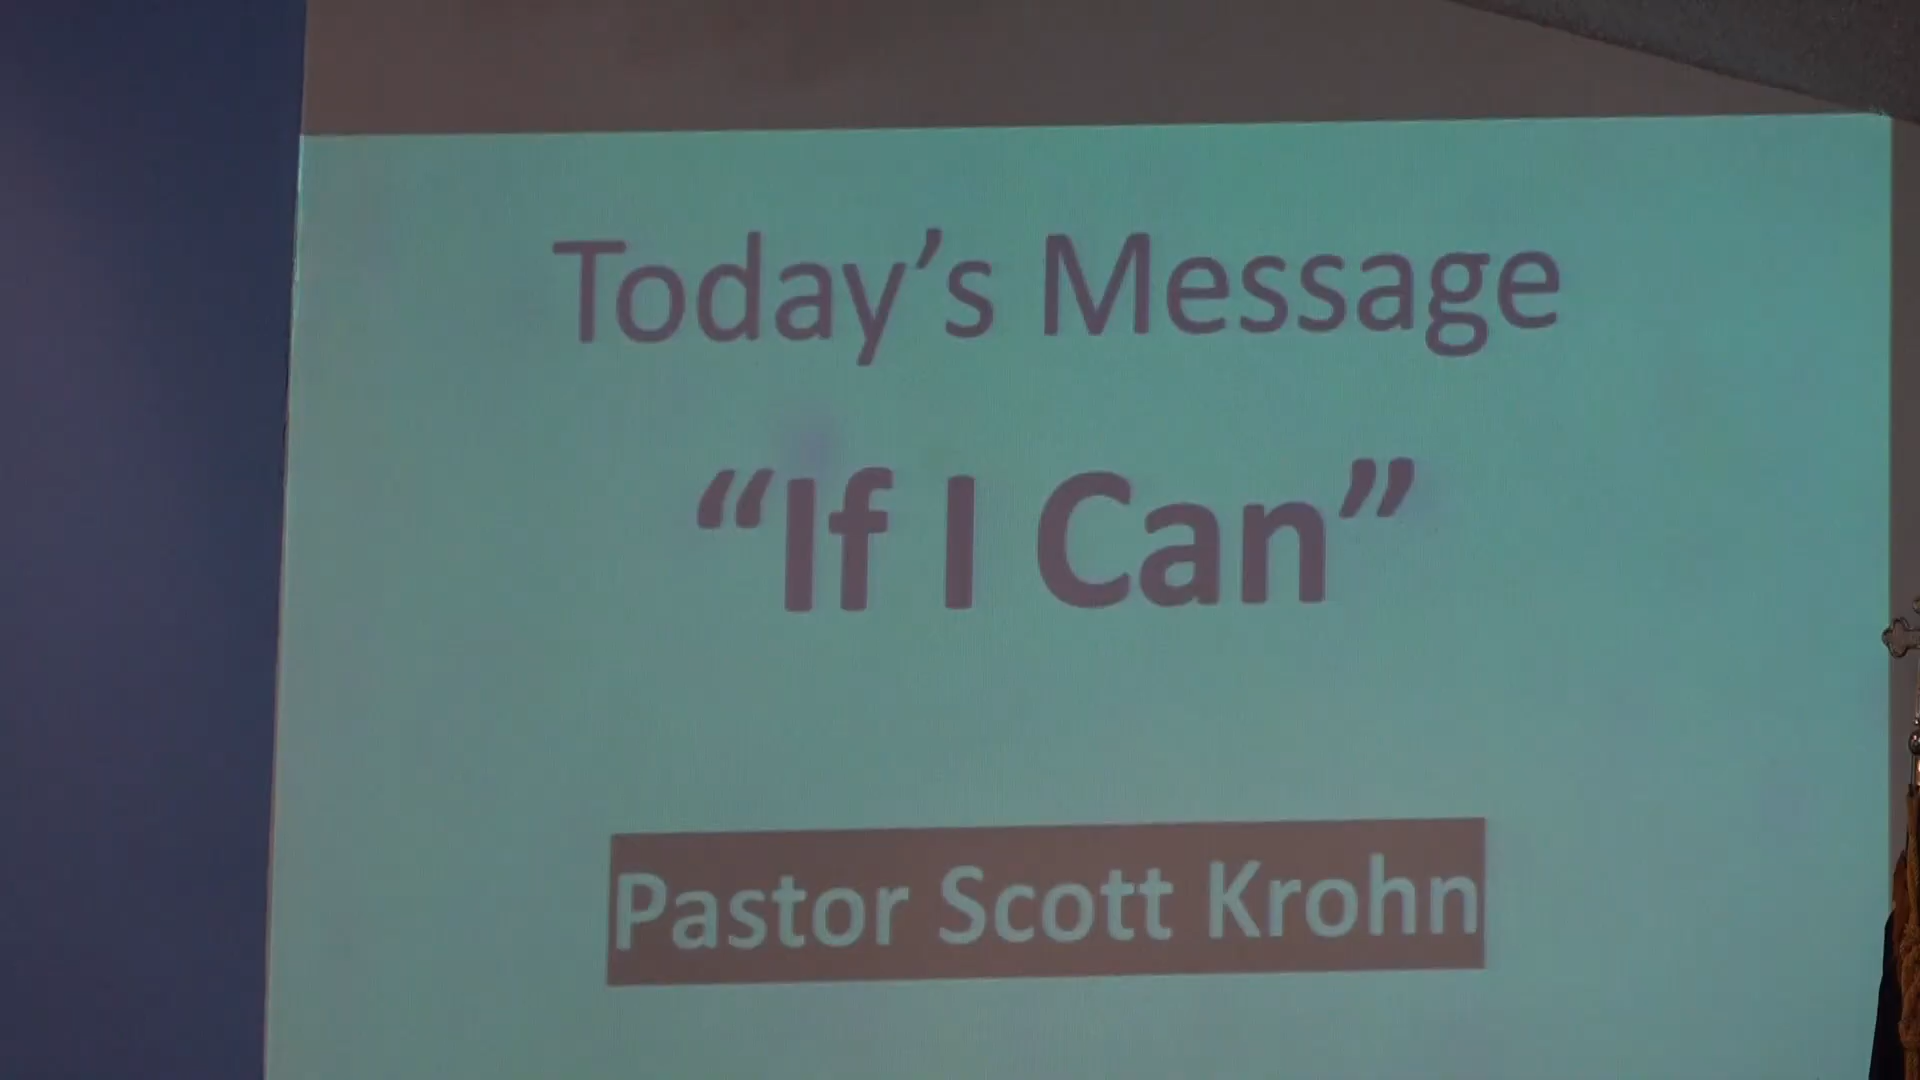 Today’s Message
“If I Can”
Pastor Scott Krohn